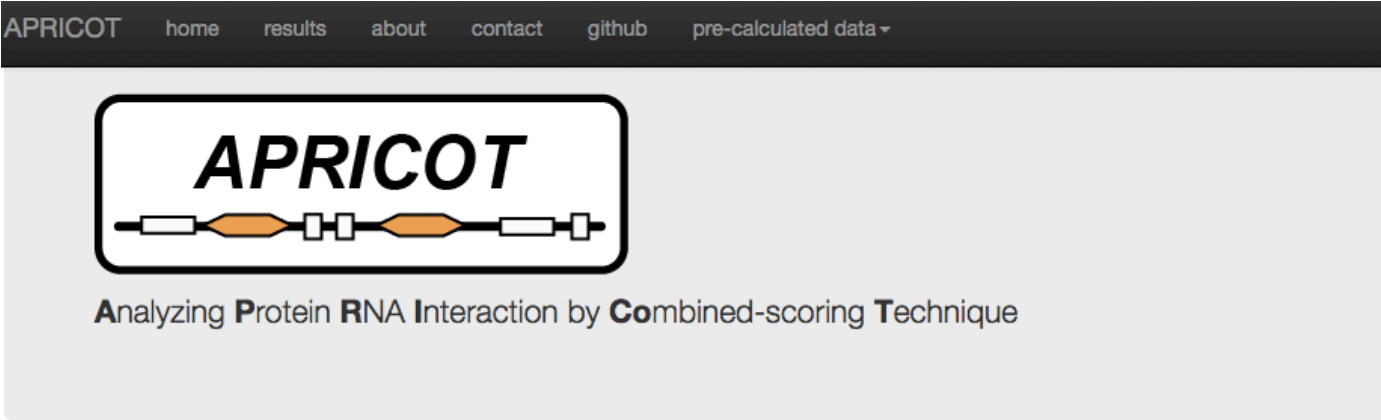 APRICOT home results about contact github pre-calculated data
APRICOT
Analyzing Protein RNA Interaction by Combined-scoring Technique